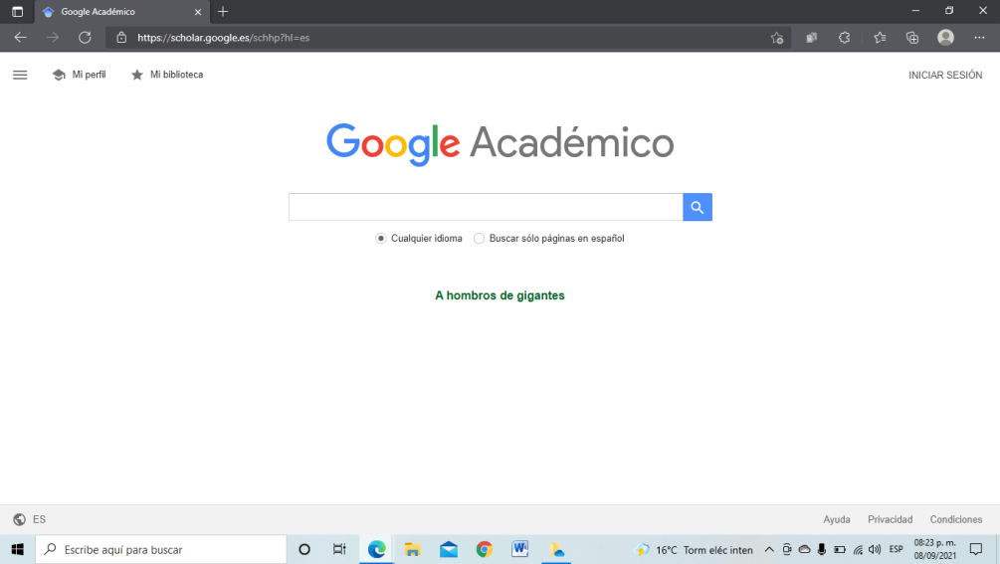 Google Académico
https://scholar.google.es/schhp?hl=es
Mi perfil Mi biblioteca INICIAR SESIÓN
Google Académico
Cualquier idioma Buscar sólo páginas en español
A hombros de gigantes
ES Ayuda Privacidad Condiciones
Escribe aquí para buscar 16°C Torm eléc inten ESP 08:23 p. m.
08/09/2021